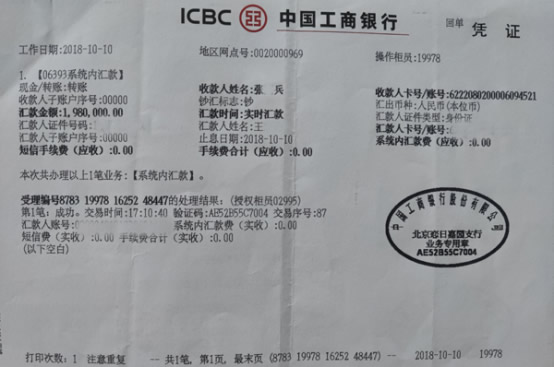 ICBC 中国工商银行 回单 凭证
工作日期:2018-10-10 地区网点号:0020000969 操作柜员:19978
1. 【06393系统内汇款】
现金/转账:转账 收款人姓名:张 兵 收款人卡号/账号:6222080200006094521
收款人子账户序号:00000 钞汇标志:钞 汇出币种:人民币(本位币)
汇款金额:1,980,000.00 汇款时间:实时汇款 汇款人证件类型:身份证
汇款人证件号码: 汇款人姓名:王 汇款人卡号/账号:
汇款人子账户序号:00000 止息日期:2018-10-10 系统内汇款费(应收):0.00
短信手续费(应收):0.00 手续费合计(应收):0.00
本次共办理以上1笔业务:【系统内汇款】
受理编号8783 19978 16252 48447的处理结果:(授权柜员02995)
第1笔:成功。交易时间:17:10:40 验证码:AE52B55C7004 交易序号:87
汇款人账号: 系统内汇款费(实收):0.00
短信费(实收):0.00 手续费合计(实收):0.00
(以下空白)
中国工商银行股份有限公司
业务专用章
AE52B55C7004
打印次数:1 注意重复 -- 共1笔, 第1页, 最末页 (8783 19978 16252 48447) -- 2018-10-10 19978